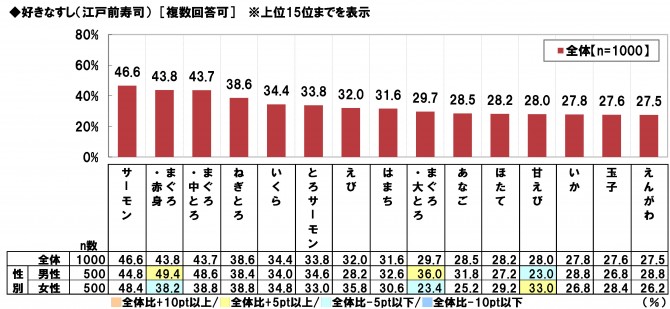 ◆好きなすし(江戸前寿司) [複数回答可] ※上位15位までを表示
全体【n=1000】
80%
60%
40%
20%
0%
46.6 43.8 43.7 38.6 34.4 33.8 32.0 31.6 29.7 28.5 28.2 28.0 27.8 27.6 27.5
サーモン
まぐろ・赤身
まぐろ・中とろ
ねぎとろ
いくら
とろサーモン
えび
はまち
まぐろ・大とろ
あなご
ほたて
甘えび
いか
玉子
えんがわ
n数
全体 1000 46.6 43.8 43.7 38.6 34.4 33.8 32.0 31.6 29.7 28.5 28.2 28.0 27.8 27.6 27.5
性別
男性 500 44.8 49.4 48.6 38.4 34.0 34.6 28.2 32.6 36.0 31.8 27.2 23.0 28.8 26.8 28.8
女性 500 48.4 38.2 38.8 38.8 34.8 33.0 35.8 30.6 23.4 25.2 29.2 33.0 26.8 28.4 26.2
全体比+10pt以上/ 全体比+5pt以上/ 全体比-5pt以下/ 全体比-10pt以下 (%)